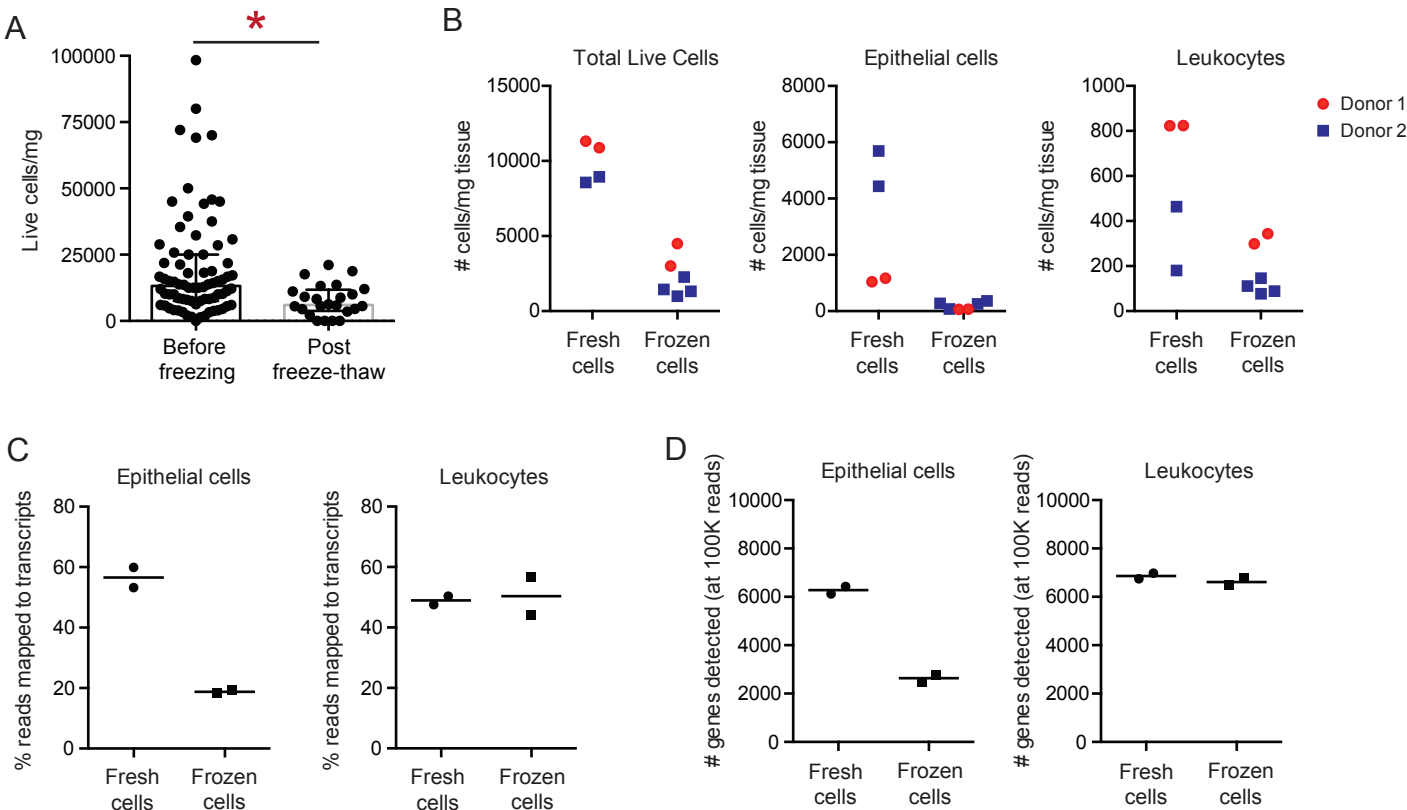 A
*
Live cells/mg
100000
75000
50000
25000
0
Before
freezing
Post
freeze-thaw
B
Total Live Cells
# cells/mg tissue
15000
10000
5000
0
Fresh
cells
Frozen
cells
Epithelial cells
# cells/mg tissue
8000
6000
4000
2000
0
Fresh
cells
Frozen
cells
Leukocytes
# cells/mg tissue
1000
800
600
400
200
0
Fresh
cells
Frozen
cells
Donor 1
Donor 2
C
Epithelial cells
% reads mapped to transcripts
80
60
40
20
0
Fresh
cells
Frozen
cells
Leukocytes
% reads mapped to transcripts
80
60
40
20
0
Fresh
cells
Frozen
cells
D
Epithelial cells
# genes detected (at 100K reads)
10000
8000
6000
4000
2000
0
Fresh
cells
Frozen
cells
Leukocytes
# genes detected (at 100K reads)
10000
8000
6000
4000
2000
0
Fresh
cells
Frozen
cells